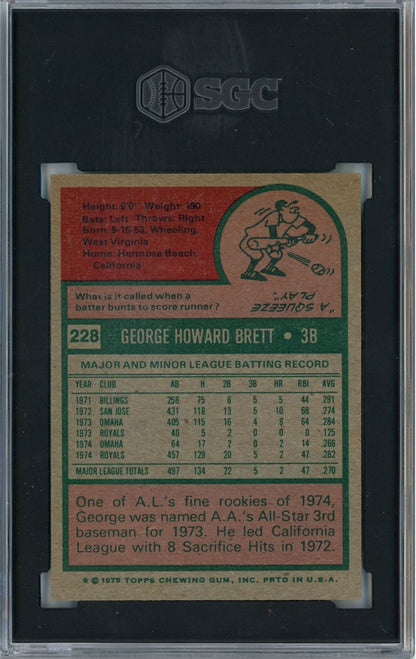 SGC
Height: 6'0" Weight: 190
Bats: Left Throws: Right
Born: 5-15-53, Wheeling,
West Virginia
Home: Hermosa Beach,
California
What is it called when a
batter bunts to score runner?
"A SQUEEZE
PLAY."
228 GEORGE HOWARD BRETT • 3B
MAJOR AND MINOR LEAGUE BATTING RECORD
YEAR CLUB AB H 2B 3B HR RBI AVG
1971 BILLINGS 258 75 8 5 5 44 .291
1972 SAN JOSE 431 118 13 5 10 68 .274
1973 OMAHA 405 115 16 4 8 64 .284
1973 ROYALS 40 5 2 0 0 0 .125
1974 OMAHA 64 17 2 0 2 14 .266
1974 ROYALS 457 129 20 5 2 47 .282
MAJOR LEAGUE TOTALS 497 134 22 5 2 47 .270
One of A.L.'s fine rookies of 1974,
George was named A.A.'s All-Star 3rd
baseman for 1973. He led California
League with 8 Sacrifice Hits in 1972.
* © 1975 TOPPS CHEWING GUM, INC. PRTD IN U.S.A.